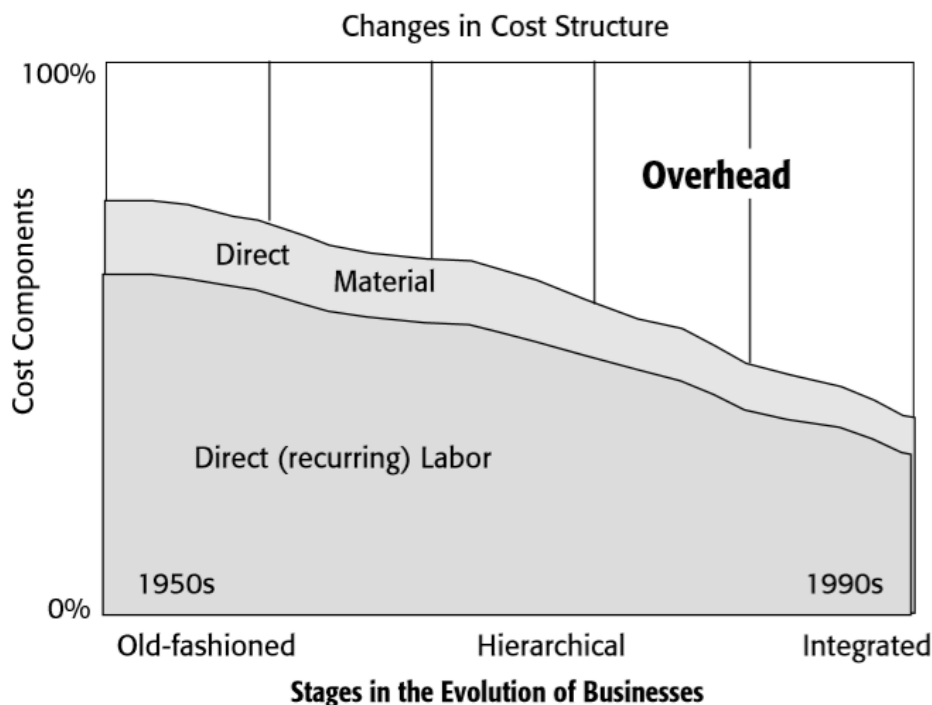 Changes in Cost Structure
100%
Overhead
Cost Components
Direct
Material
Direct (recurring) Labor
1950s
1990s
0%
Old-fashioned
Hierarchical
Integrated
Stages in the Evolution of Businesses